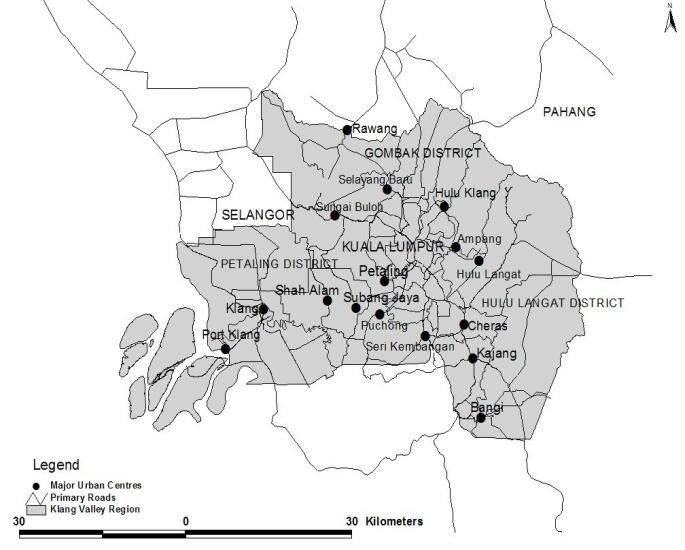 N
PAHANG
Rawang
GOMBAK DISTRICT
Selayang Baru
Hulu Klang
Sungai Buloh
SELANGOR
Ampang
KUALA LUMPUR
PETALING DISTRICT
Petaling
Hulu Langat
Shah Alam
Subang Jaya
HULU LANGAT DISTRICT
Klang
Puchong
Cheras
Port Klang
Seri Kembangan
Kajang
Bangi
Legend
Major Urban Centres
Primary Roads
Klang Valley Region
30 0 30 Kilometers